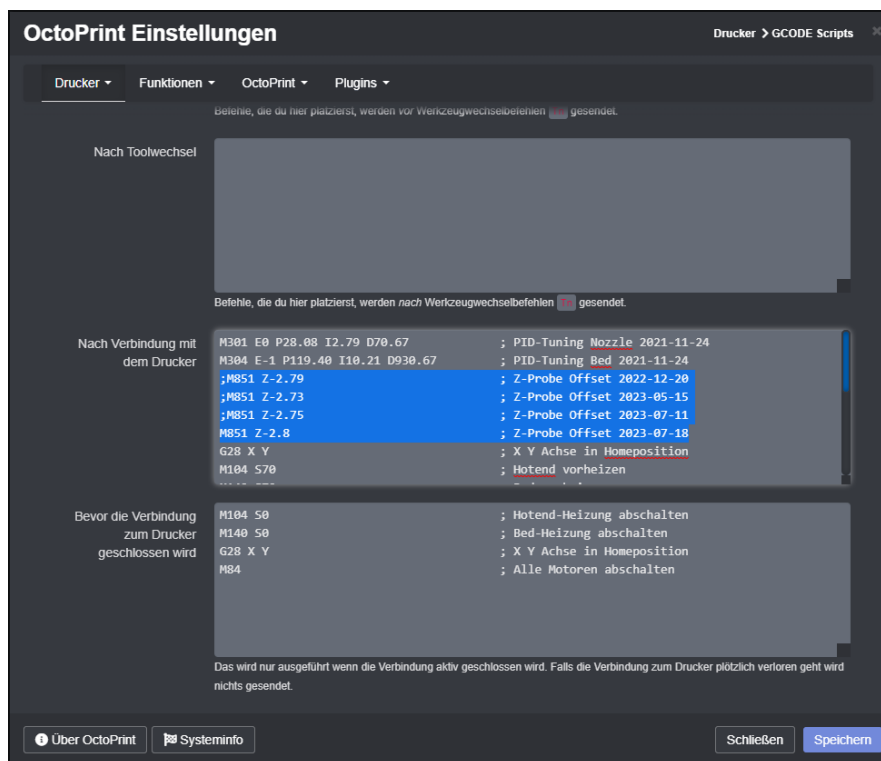 OctoPrint Einstellungen
Drucker > GCODE Scripts ×
Drucker Funktionen OctoPrint Plugins
Befehle, die du hier platzierst, werden vor Werkzeugwechselbefehlen gesendet.
Nach Toolwechsel
Befehle, die du hier platzierst, werden nach Werkzeugwechselbefehlen Tn gesendet.
Nach Verbindung mit
dem Drucker
M301 E0 P28.08 I2.79 D70.67 ; PID-Tuning Nozzle 2021-11-24
M304 E-1 P119.40 I10.21 D930.67 ; PID-Tuning Bed 2021-11-24
;M851 Z-2.79 ; Z-Probe Offset 2022-12-20
;M851 Z-2.73 ; Z-Probe Offset 2023-05-15
;M851 Z-2.75 ; Z-Probe Offset 2023-07-11
M851 Z-2.8 ; Z-Probe Offset 2023-07-18
G28 X Y ; X Y Achse in Homeposition
M104 S70 ; Hotend vorheizen
Bevor die Verbindung
zum Drucker
geschlossen wird
M104 S0 ; Hotend-Heizung abschalten
M140 S0 ; Bed-Heizung abschalten
G28 X Y ; X Y Achse in Homeposition
M84 ; Alle Motoren abschalten
Das wird nur ausgeführt wenn die Verbindung aktiv geschlossen wird. Falls die Verbindung zum Drucker plötzlich verloren geht wird
nichts gesendet.
Über OctoPrint Systeminfo Schließen Speichern